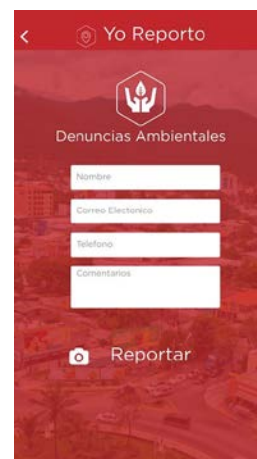 Yo Reporto
Denuncias Ambientales
Nombre
Correo Electonico
Telefono
Comentarios
Reportar